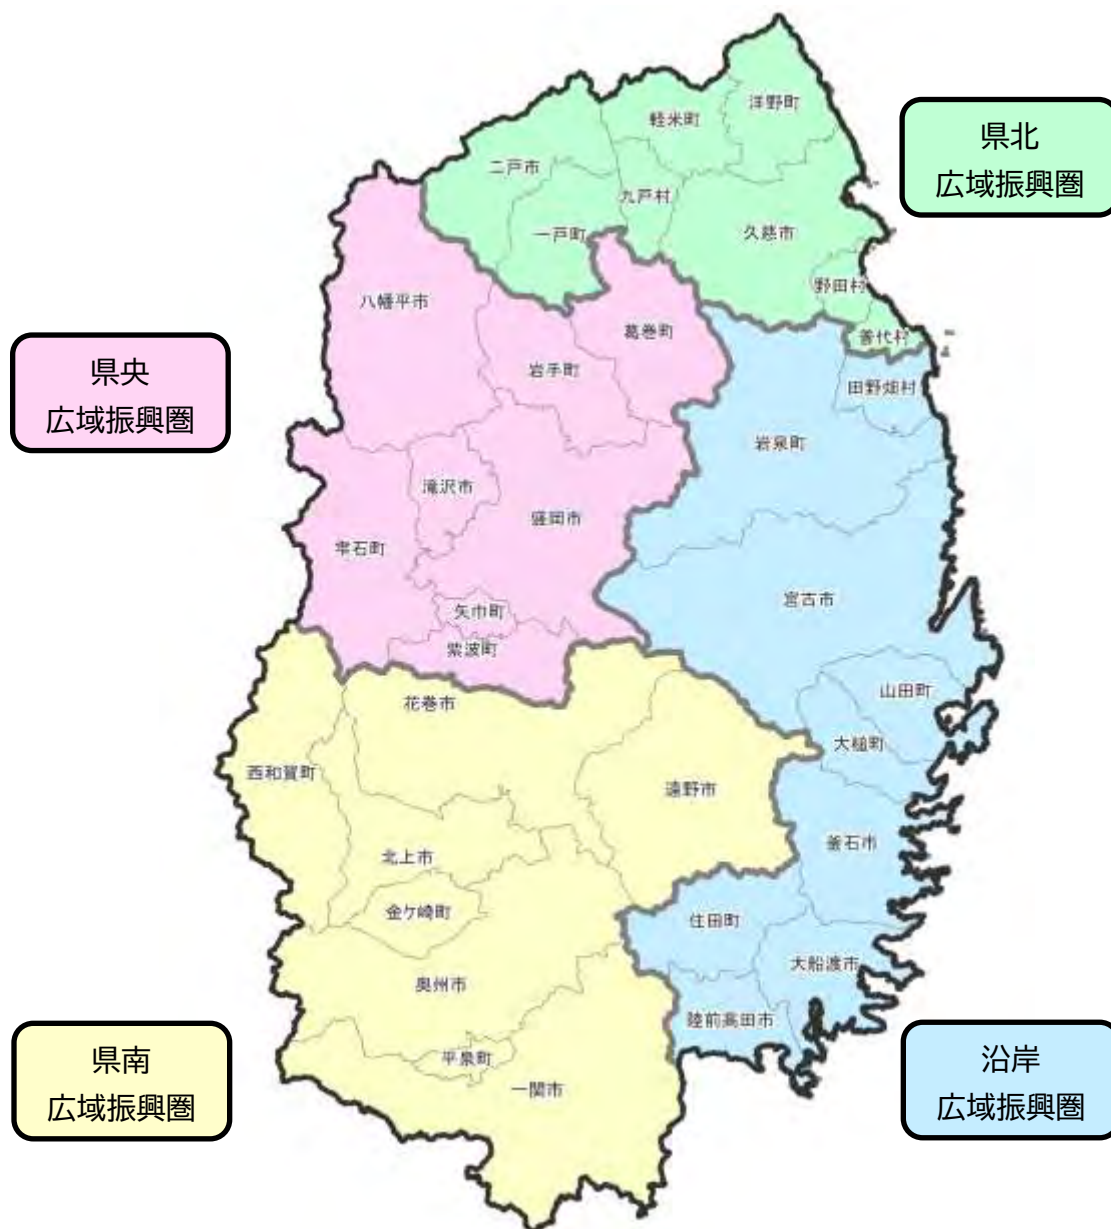 洋野町
軽米町
二戸市
九戸村
一戸町
久慈市
野田村
普代村
県北
広域振興圏
八幡平市
葛巻町
岩手町
滝沢市
盛岡市
雫石町
矢巾町
紫波町
県央
広域振興圏
田野畑村
岩泉町
宮古市
山田町
大槌町
釜石市
住田町
大船渡市
陸前高田市
花巻市
西和賀町
遠野市
北上市
金ケ崎町
奥州市
平泉町
一関市
県南
広域振興圏
沿岸
広域振興圏